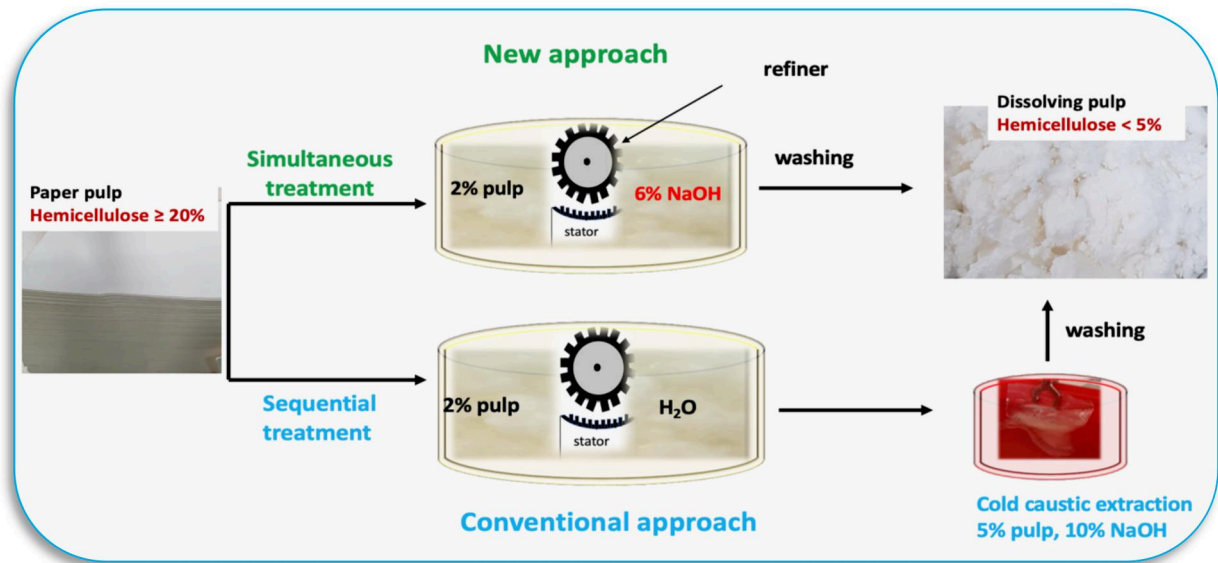 New approach
refiner
Simultaneous
treatment
2% pulp
6% NaOH
stator
washing
Dissolving pulp
Hemicellulose < 5%
Paper pulp
Hemicellulose ≥ 20%
Sequential
treatment
2% pulp
H₂O
stator
washing
Conventional approach
Cold caustic extraction
5% pulp, 10% NaOH